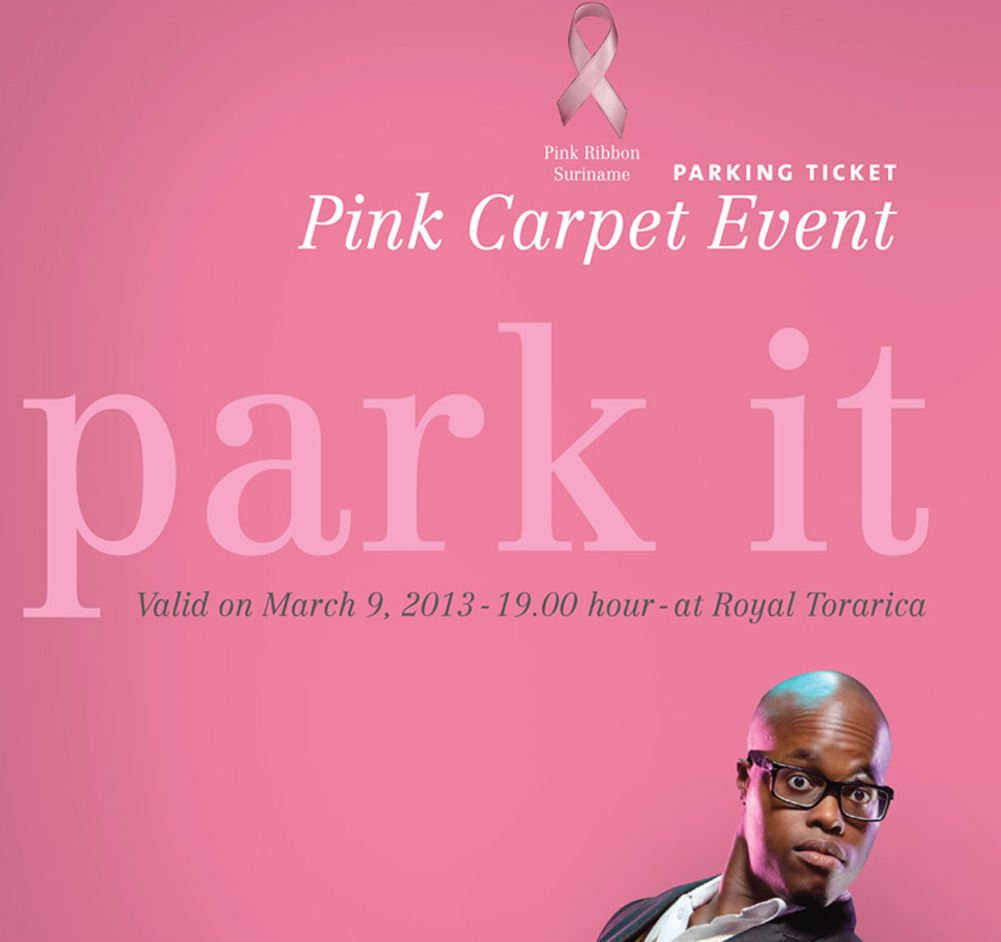 Pink Ribbon
Suriname
PARKING TICKET
Pink Carpet Event
park it
Valid on March 9, 2013 - 19.00 hour - at Royal Torarica